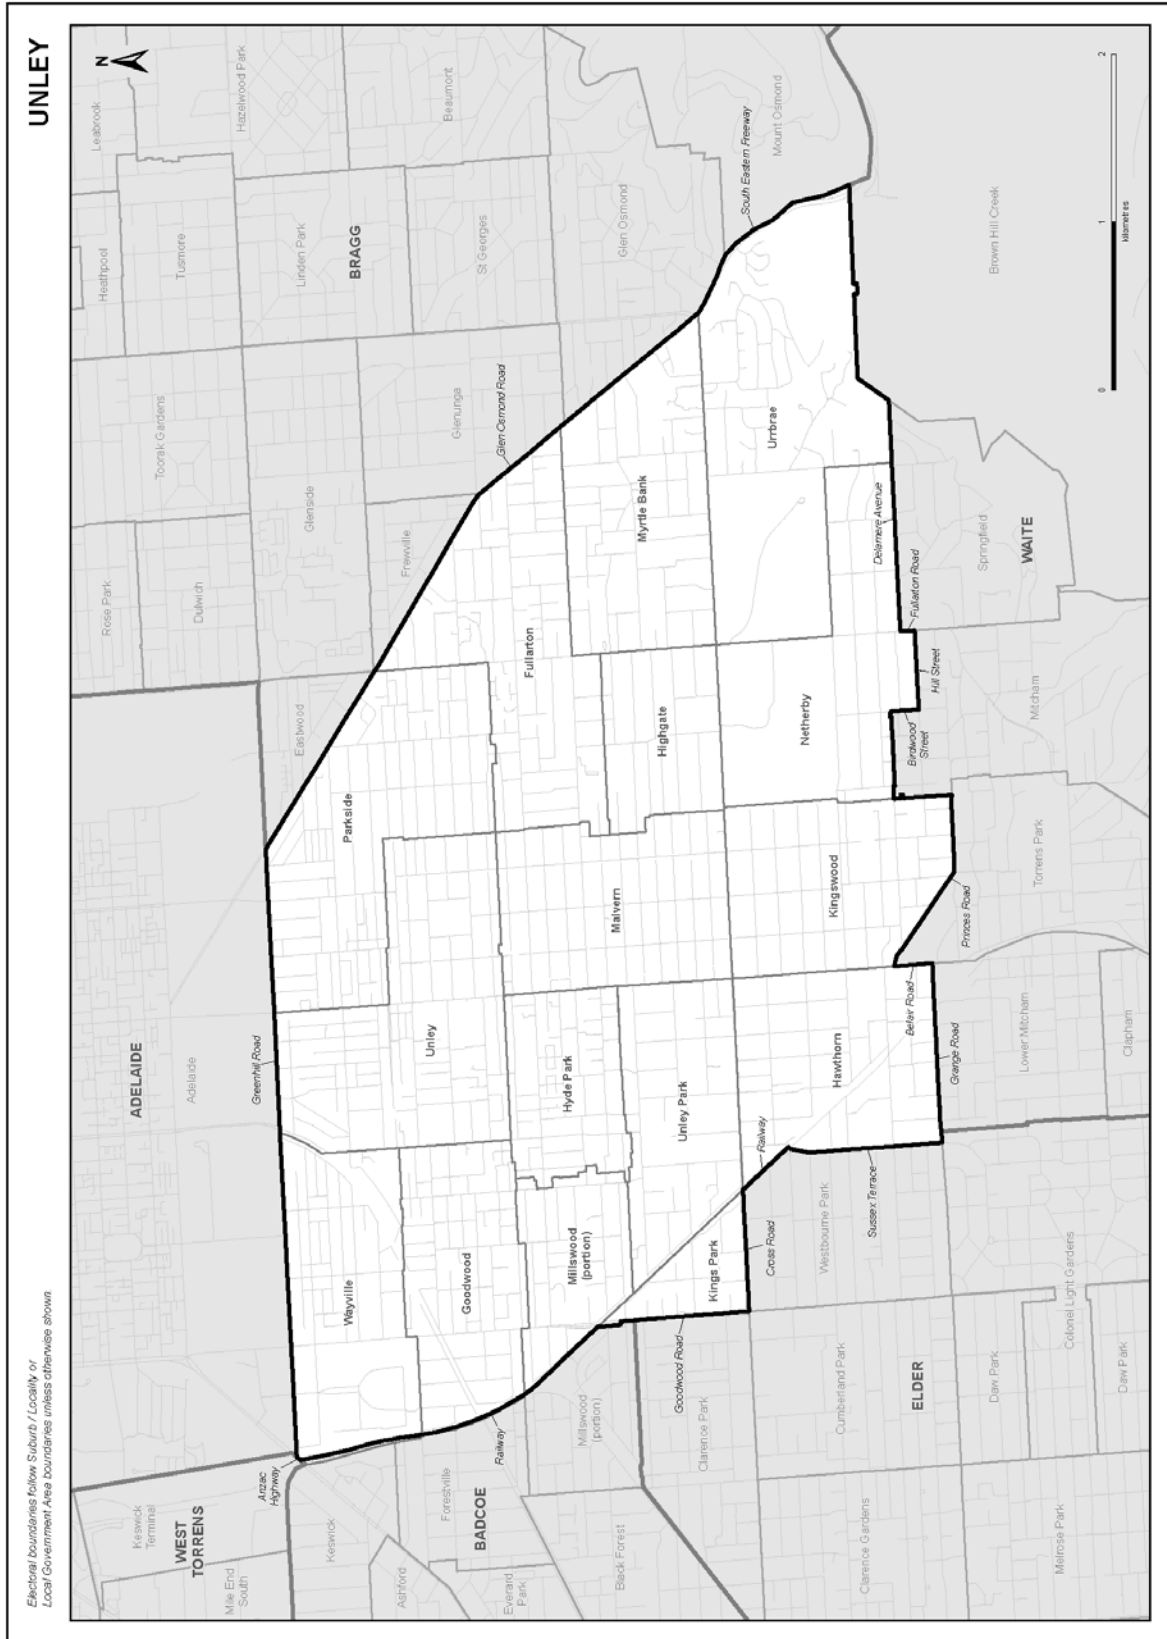 UNLEY
Electoral boundaries follow Suburb / Locality or
Local Government Area boundaries unless otherwise shown.
N
Keswick
Terminal
WEST
TORRENS
Mile End
South
Anzac
Highway
Keswick
Ashford
Forestville
Everard
Park
BADCOE
Railway
Black Forest
Millswood
(portion)
Clarence Park
Goodwood Road
Clarence Gardens
Cumberland Park
ELDER
Daw Park
Melrose Park
Colonel Light Gardens
Daw Park
ADELAIDE
Adelaide
Greenhill Road
Wayville
Goodwood
Millswood
(portion)
Kings Park
Cross Road
Railway
Westbourne Park
Sussex Terrace
Unley
Hyde Park
Unley Park
Hawthorn
Belair Road
Grange Road
Lower Mitcham
Clapham
Parkside
Malvern
Kingswood
Princes Road
Torrens Park
Eastwood
Fullarton
Highgate
Netherby
Birdwood
Street
Hill Street
Fullarton Road
Mitcham
Rose Park
Dulwich
Glenside
Frewville
Glen Osmond Road
Myrtle Bank
Urrbrae
Delamere Avenue
Springfield
WAITE
Toorak Gardens
Glenunga
Heathpool
Tusmore
Linden Park
BRAGG
St Georges
Glen Osmond
South Eastern Freeway
Mount Osmond
Brown Hill Creek
Leabrook
Hazelwood Park
Beaumont
0
1
2
kilometres